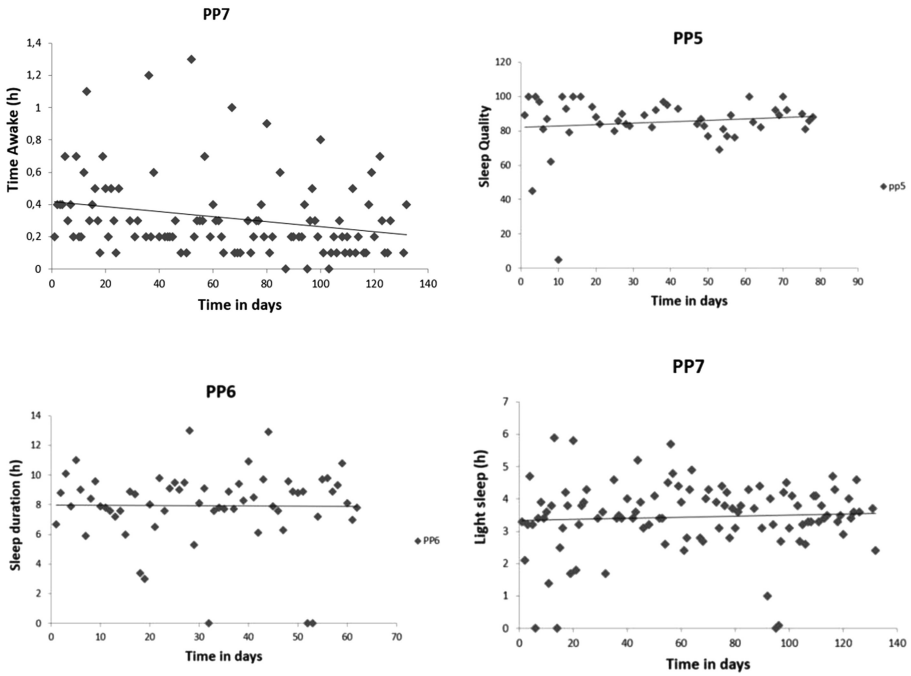 PP7
1,4
1,2
1
0,8
0,6
0,4
0,2
0
0 20 40 60 80 100 120 140
Time Awake (h)
Time in days
PP5
120
100
80
60
40
20
0
0 10 20 30 40 50 60 70 80 90
Sleep Quality
Time in days
pp5
PP6
14
12
10
8
6
4
2
0
0 10 20 30 40 50 60 70
Sleep duration (h)
Time in days
PP6
PP7
7
6
5
4
3
2
1
0
0 20 40 60 80 100 120 140
Light sleep (h)
Time in days